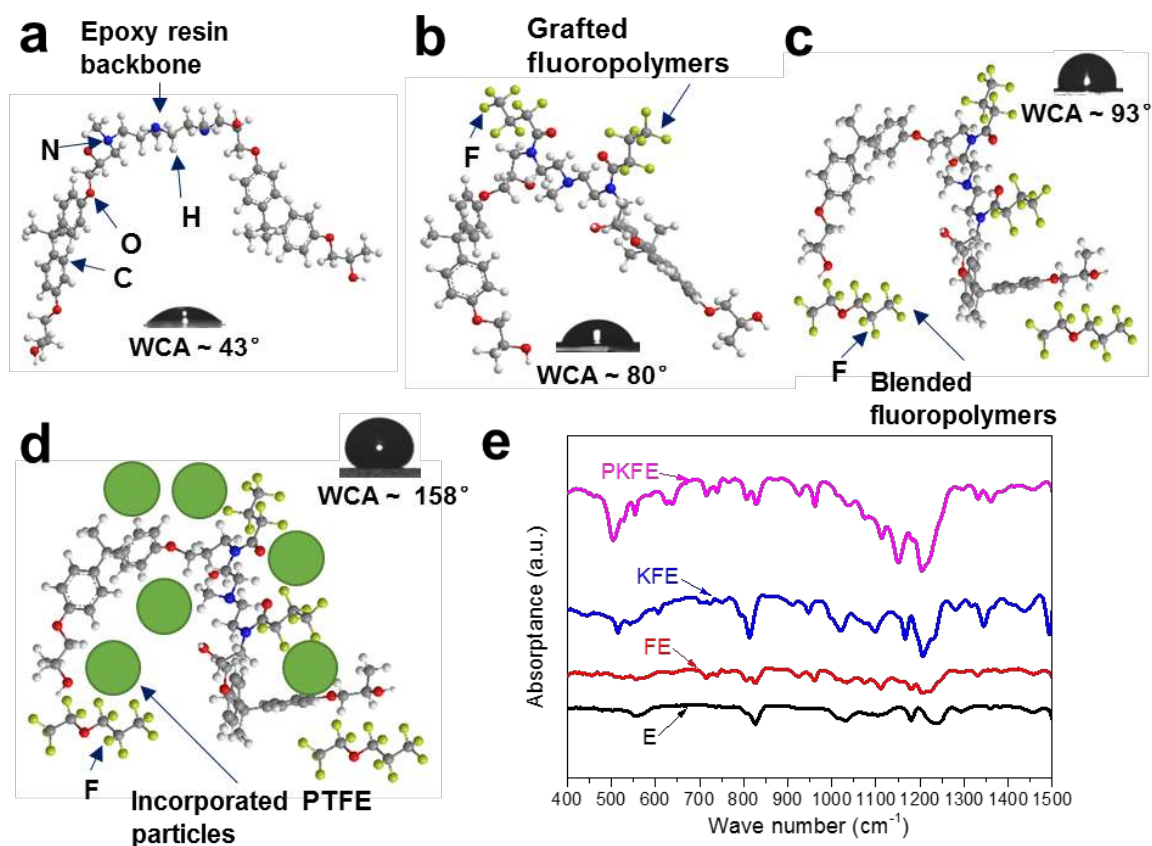 a
Epoxy resin
backbone
N
H
O
C
WCA ~ 43°
b
Grafted
fluoropolymers
F
WCA ~ 80°
c
WCA ~ 93°
F
Blended
fluoropolymers
d
WCA ~ 158°
F
Incorporated PTFE
particles
e
PKFE
KFE
FE
E
Absorptance (a.u.)
400 500 600 700 800 900 1000 1100 1200 1300 1400 1500
Wave number (cm⁻¹)